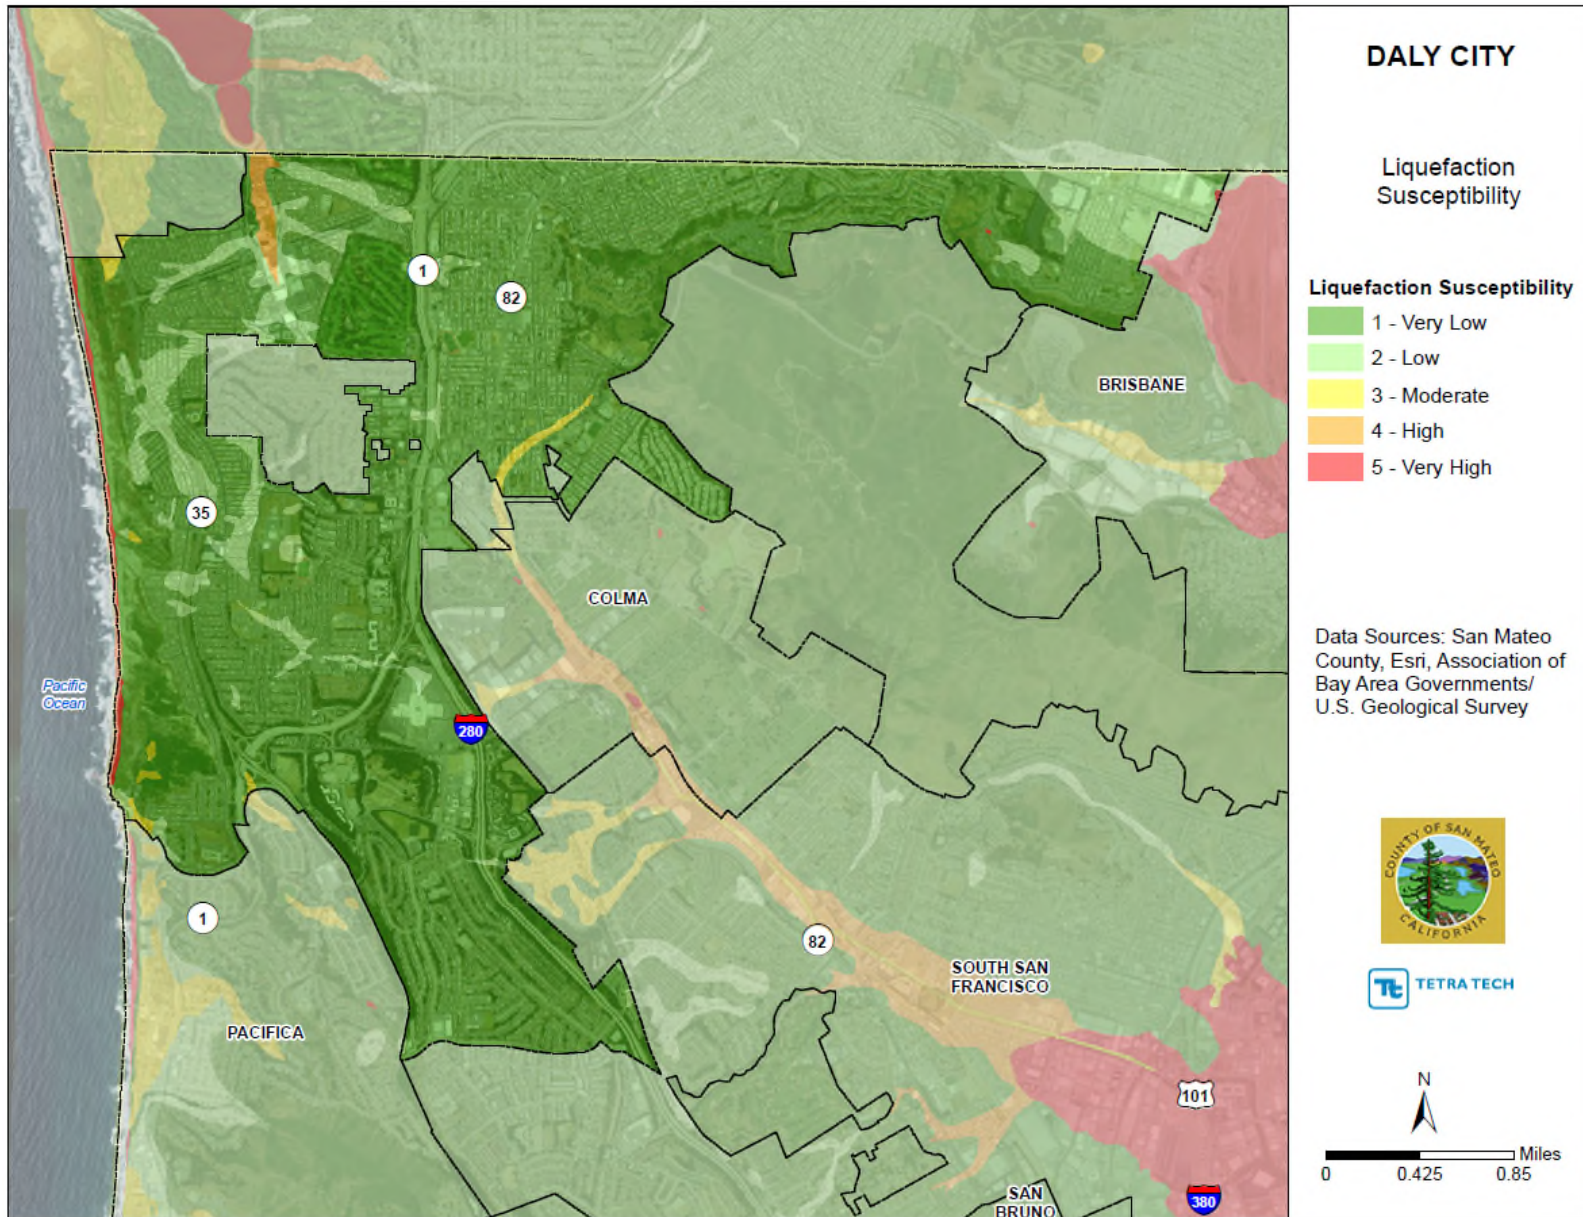 DALY CITY
Liquefaction
Susceptibility
Liquefaction Susceptibility
1 - Very Low
2 - Low
3 - Moderate
4 - High
5 - Very High
Data Sources: San Mateo
County, Esri, Association of
Bay Area Governments/
U.S. Geological Survey
COUNTY OF SAN MATEO
CALIFORNIA
Tt TETRA TECH
N
Miles
0 0.425 0.85
1
82
BRISBANE
35
COLMA
Pacific
Ocean
280
1
82
SOUTH SAN
FRANCISCO
PACIFICA
101
SAN
BRUNO
380